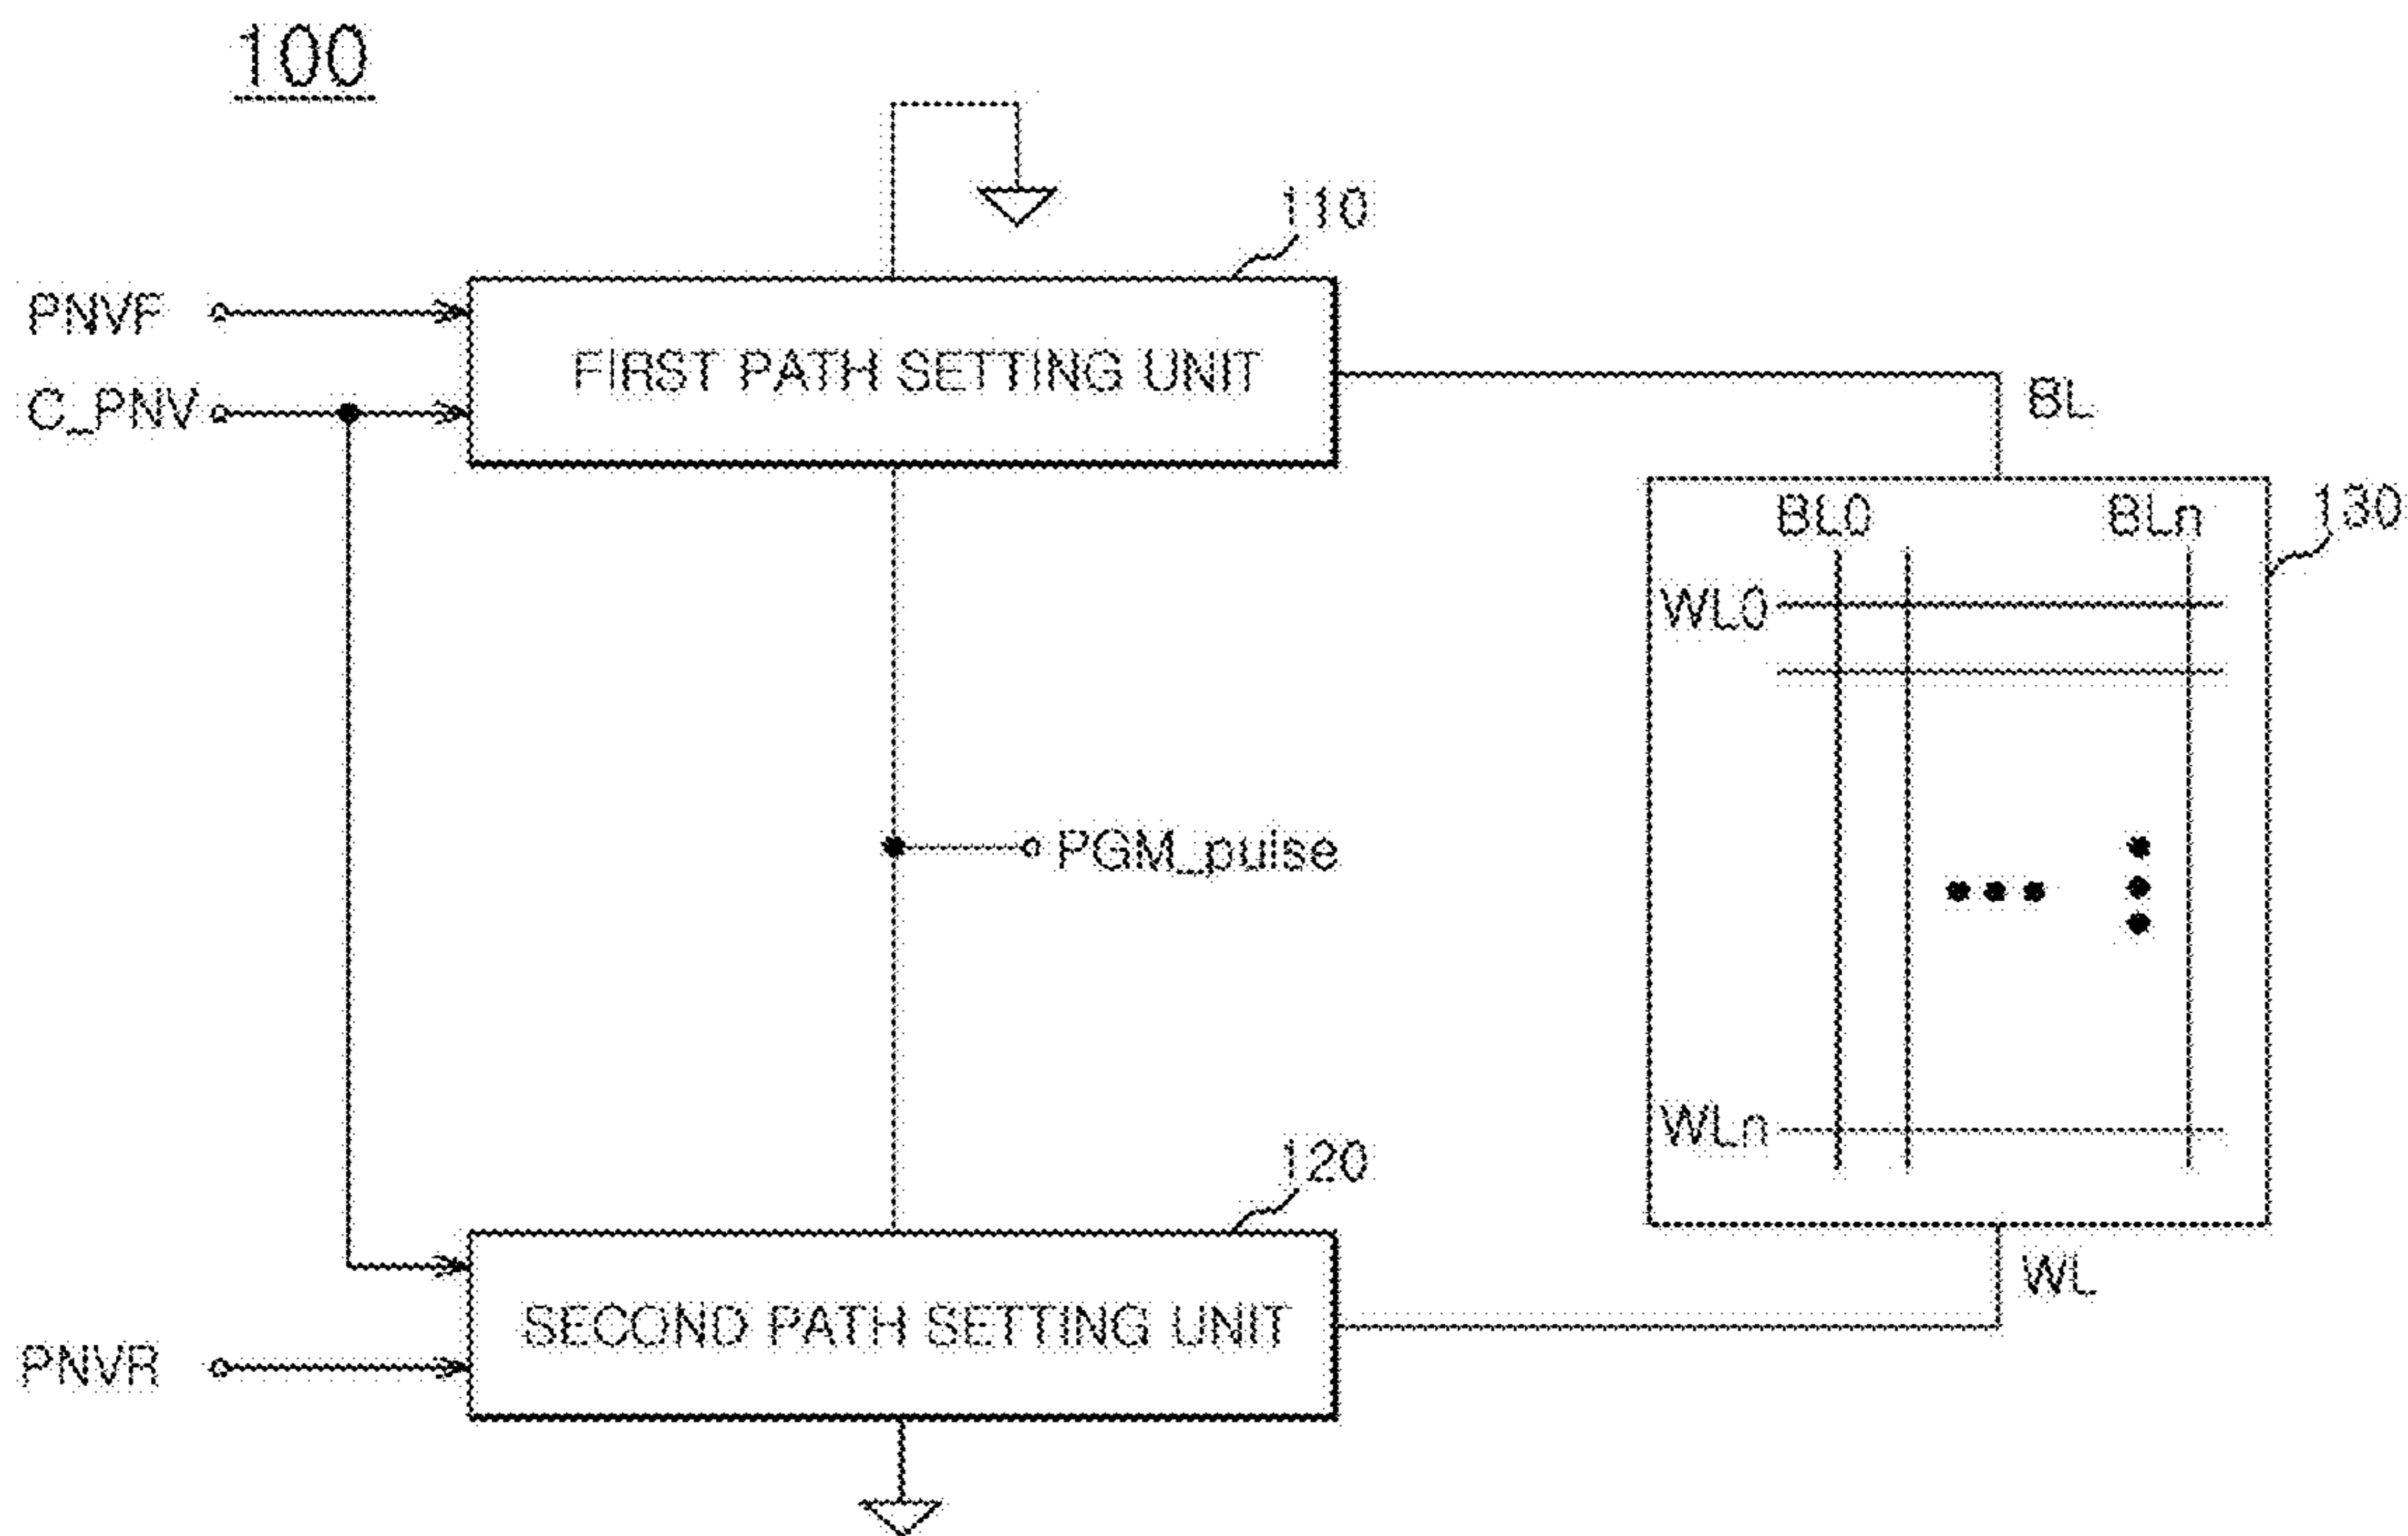 100
110
PNVF
FIRST PATH SETTING UNIT
C_PNV
BL
BL0
BLn
130
WL0
PGM_pulse
WLn
120
WL
SECOND PATH SETTING UNIT
PNVR